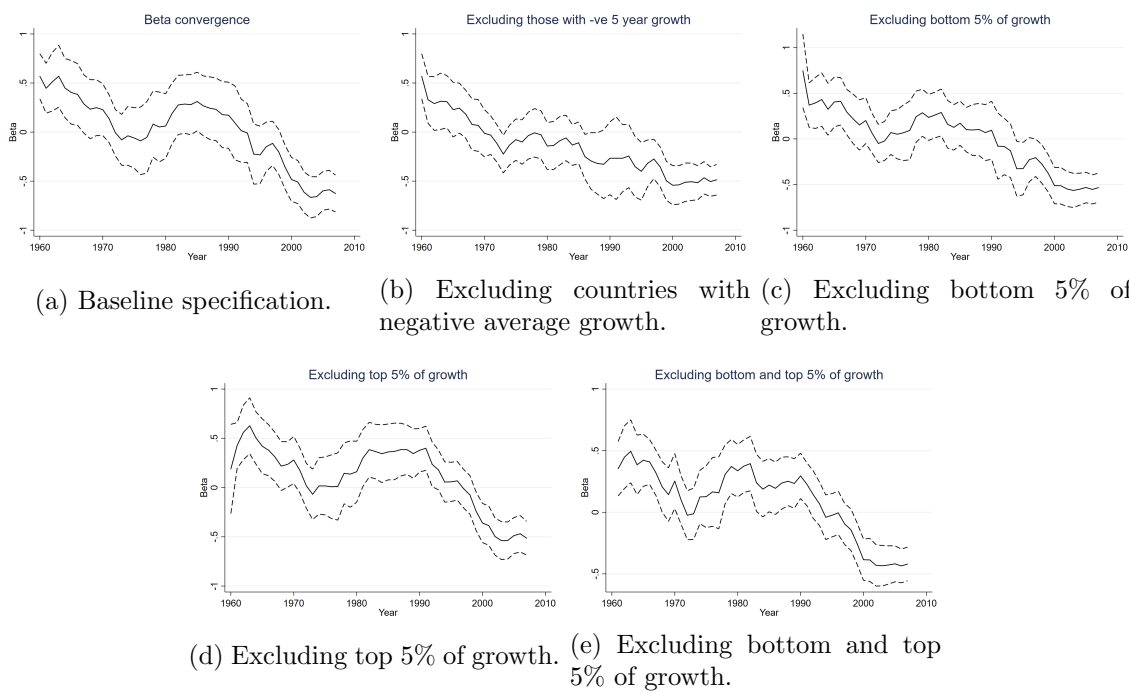 Beta convergence
1
.5
0
-.5
-1
Beta
1960 1970 1980 1990 2000 2010
Year
(a) Baseline specification.
Excluding those with -ve 5 year growth
1
.5
0
-.5
-1
Beta
1960 1970 1980 1990 2000 2010
Year
(b) Excluding countries with
negative average growth.
Excluding bottom 5% of growth
1
.5
0
-.5
-1
Beta
1960 1970 1980 1990 2000 2010
Year
(c) Excluding bottom 5% of
growth.
Excluding top 5% of growth
1
.5
0
-.5
-1
Beta
1960 1970 1980 1990 2000 2010
Year
(d) Excluding top 5% of growth.
Excluding bottom and top 5% of growth
1
.5
0
-.5
Beta
1960 1970 1980 1990 2000 2010
Year
(e) Excluding bottom and top
5% of growth.